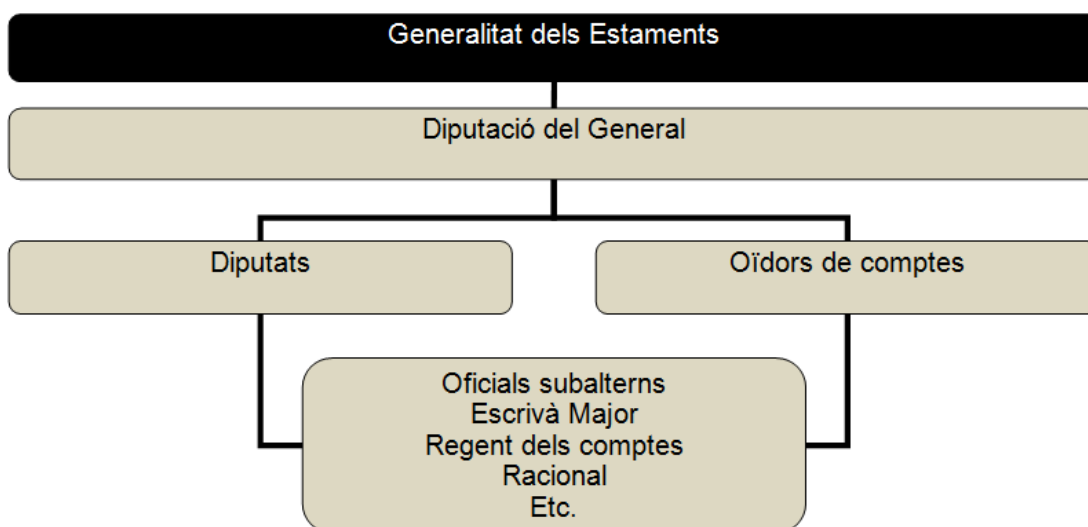 Generalitat dels Estaments
Diputació del General
Diputats
Oïdors de comptes
Oficials subalterns
Escrivà Major
Regent dels comptes
Racional
Etc.